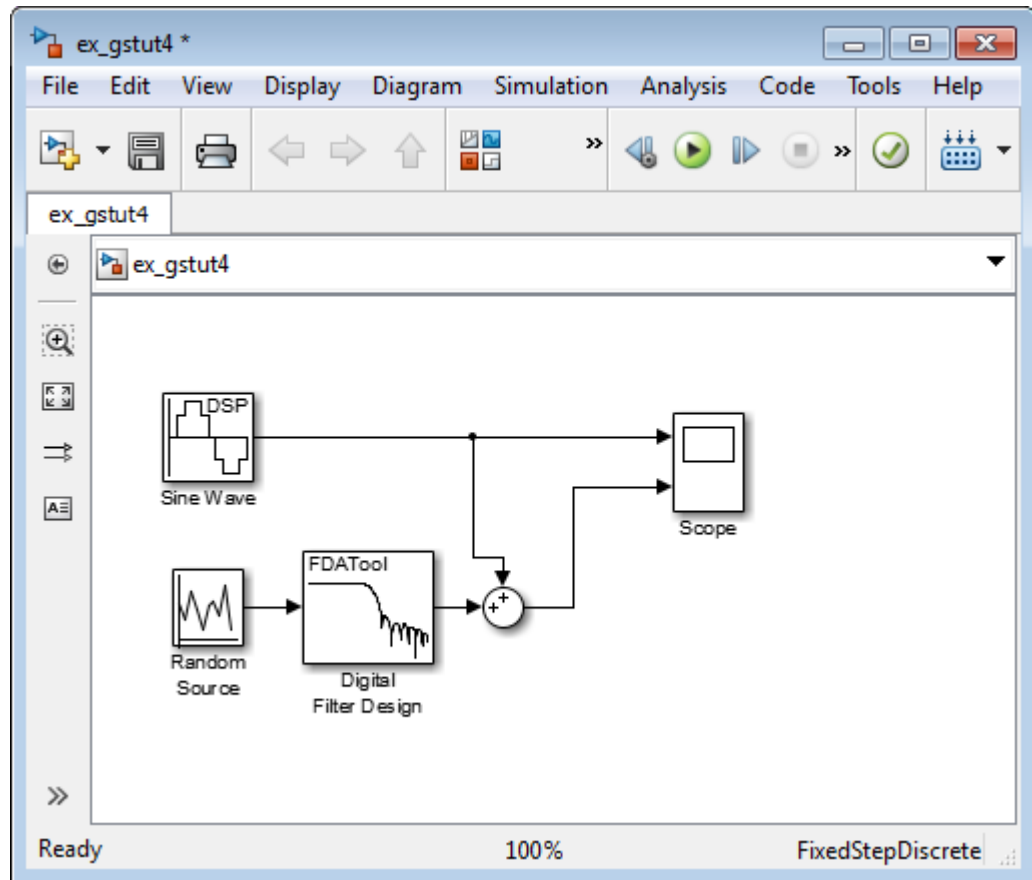 ex_gstut4 *
File Edit View Display Diagram Simulation Analysis Code Tools Help
ex_gstut4
ex_gstut4
DSP
Sine Wave
Scope
FDATool
Random
Source
Digital
Filter Design
Ready 100% FixedStepDiscrete